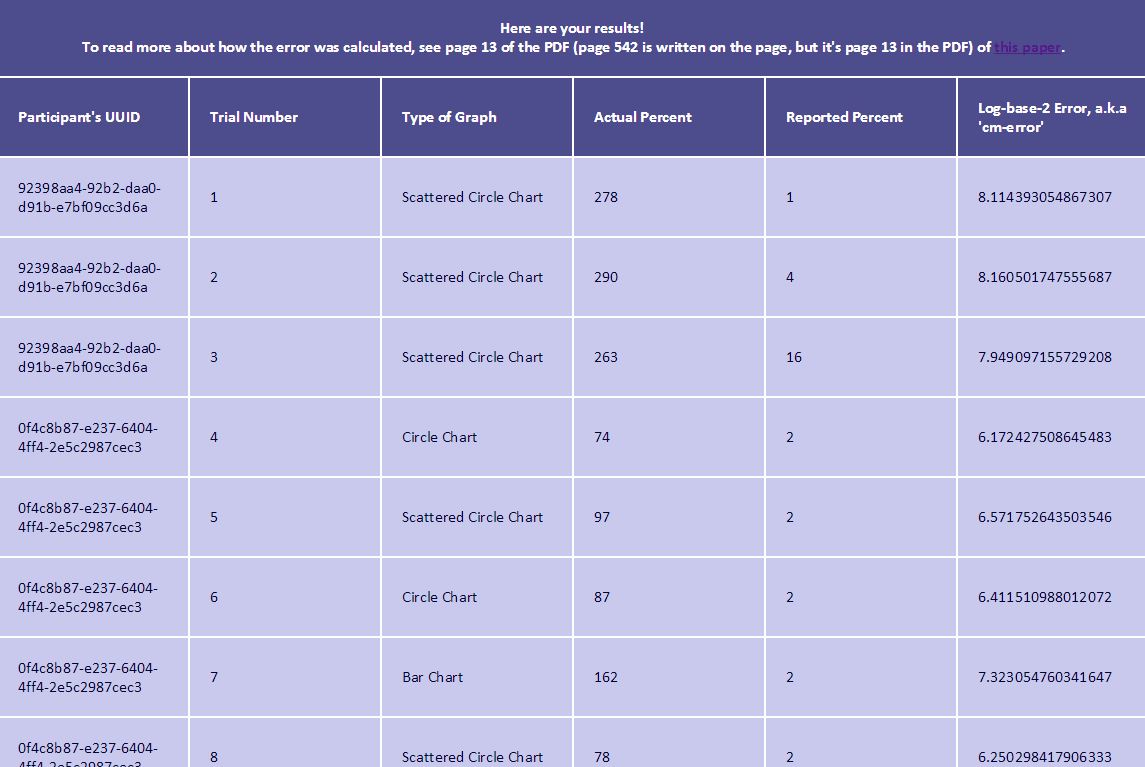 Here are your results!
To read more about how the error was calculated, see page 13 of the PDF (page 542 is written on the page, but it's page 13 in the PDF) of this paper.
Participant's UUID Trial Number Type of Graph Actual Percent Reported Percent Log-base-2 Error, a.k.a
'cm-error'
92398aa4-92b2-daa0-
d91b-e7bf09cc3d6a 1 Scattered Circle Chart 278 1 8.114393054867307
92398aa4-92b2-daa0-
d91b-e7bf09cc3d6a 2 Scattered Circle Chart 290 4 8.160501747555687
92398aa4-92b2-daa0-
d91b-e7bf09cc3d6a 3 Scattered Circle Chart 263 16 7.949097155729208
0f4c8b87-e237-6404-
4ff4-2e5c2987cec3 4 Circle Chart 74 2 6.172427508645483
0f4c8b87-e237-6404-
4ff4-2e5c2987cec3 5 Scattered Circle Chart 97 2 6.571752643503546
0f4c8b87-e237-6404-
4ff4-2e5c2987cec3 6 Circle Chart 87 2 6.411510988012072
0f4c8b87-e237-6404-
4ff4-2e5c2987cec3 7 Bar Chart 162 2 7.323054760341647
0f4c8b87-e237-6404-
4ff4-2e5c2987cec3 8 Scattered Circle Chart 78 2 6.250298417906333